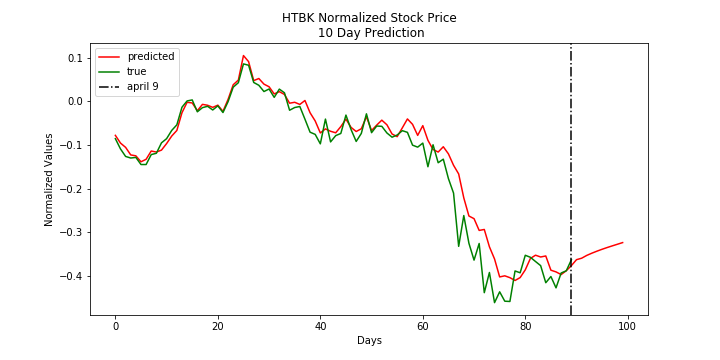 HTBK Normalized Stock Price
10 Day Prediction
predicted
true
april 9
Normalized Values
0.1
0.0
−0.1
−0.2
−0.3
−0.4
0 20 40 60 80 100
Days